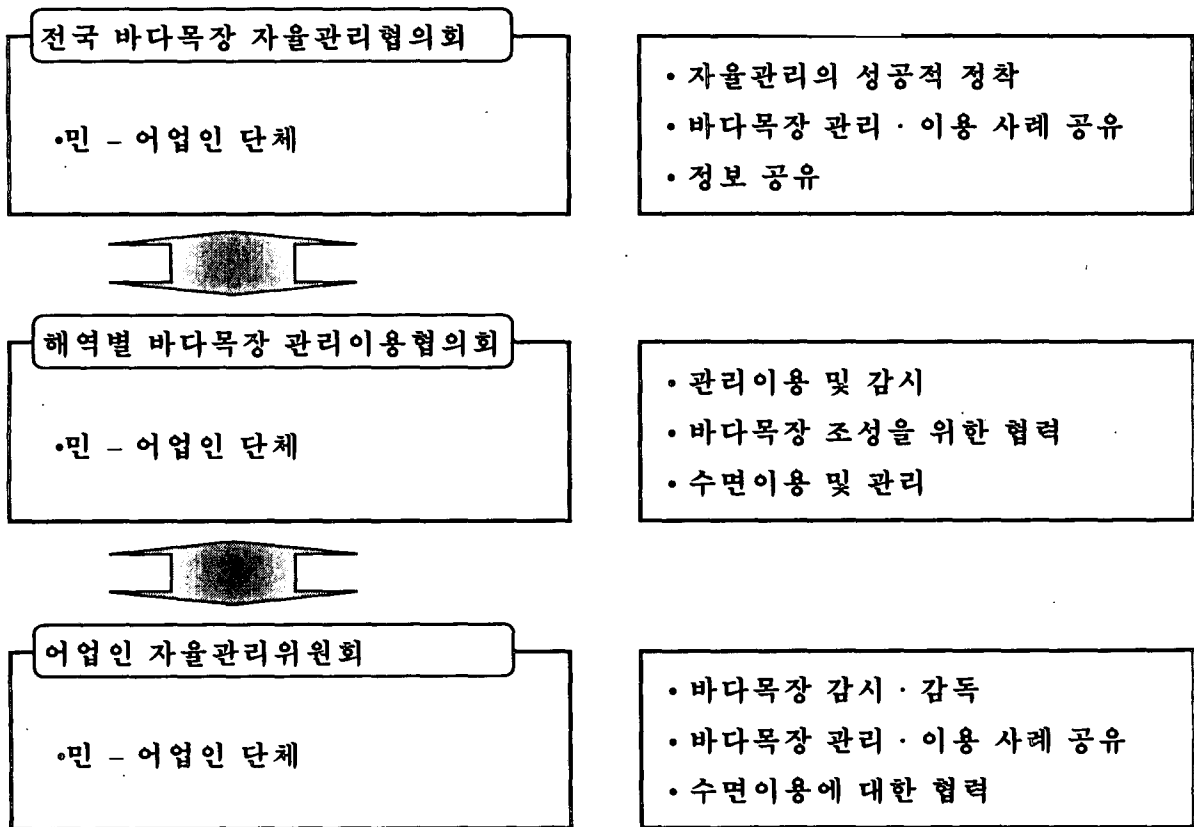 전국 바다목장 자율관리협의회
•민 – 어업인 단체
• 자율관리의 성공적 정착
• 바다목장 관리 · 이용 사례 공유
• 정보 공유
해역별 바다목장 관리이용협의회
•민 – 어업인 단체
• 관리이용 및 감시
• 바다목장 조성을 위한 협력
• 수면이용 및 관리
어업인 자율관리위원회
•민 – 어업인 단체
• 바다목장 감시 · 감독
• 바다목장 관리 · 이용 사례 공유
• 수면이용에 대한 협력